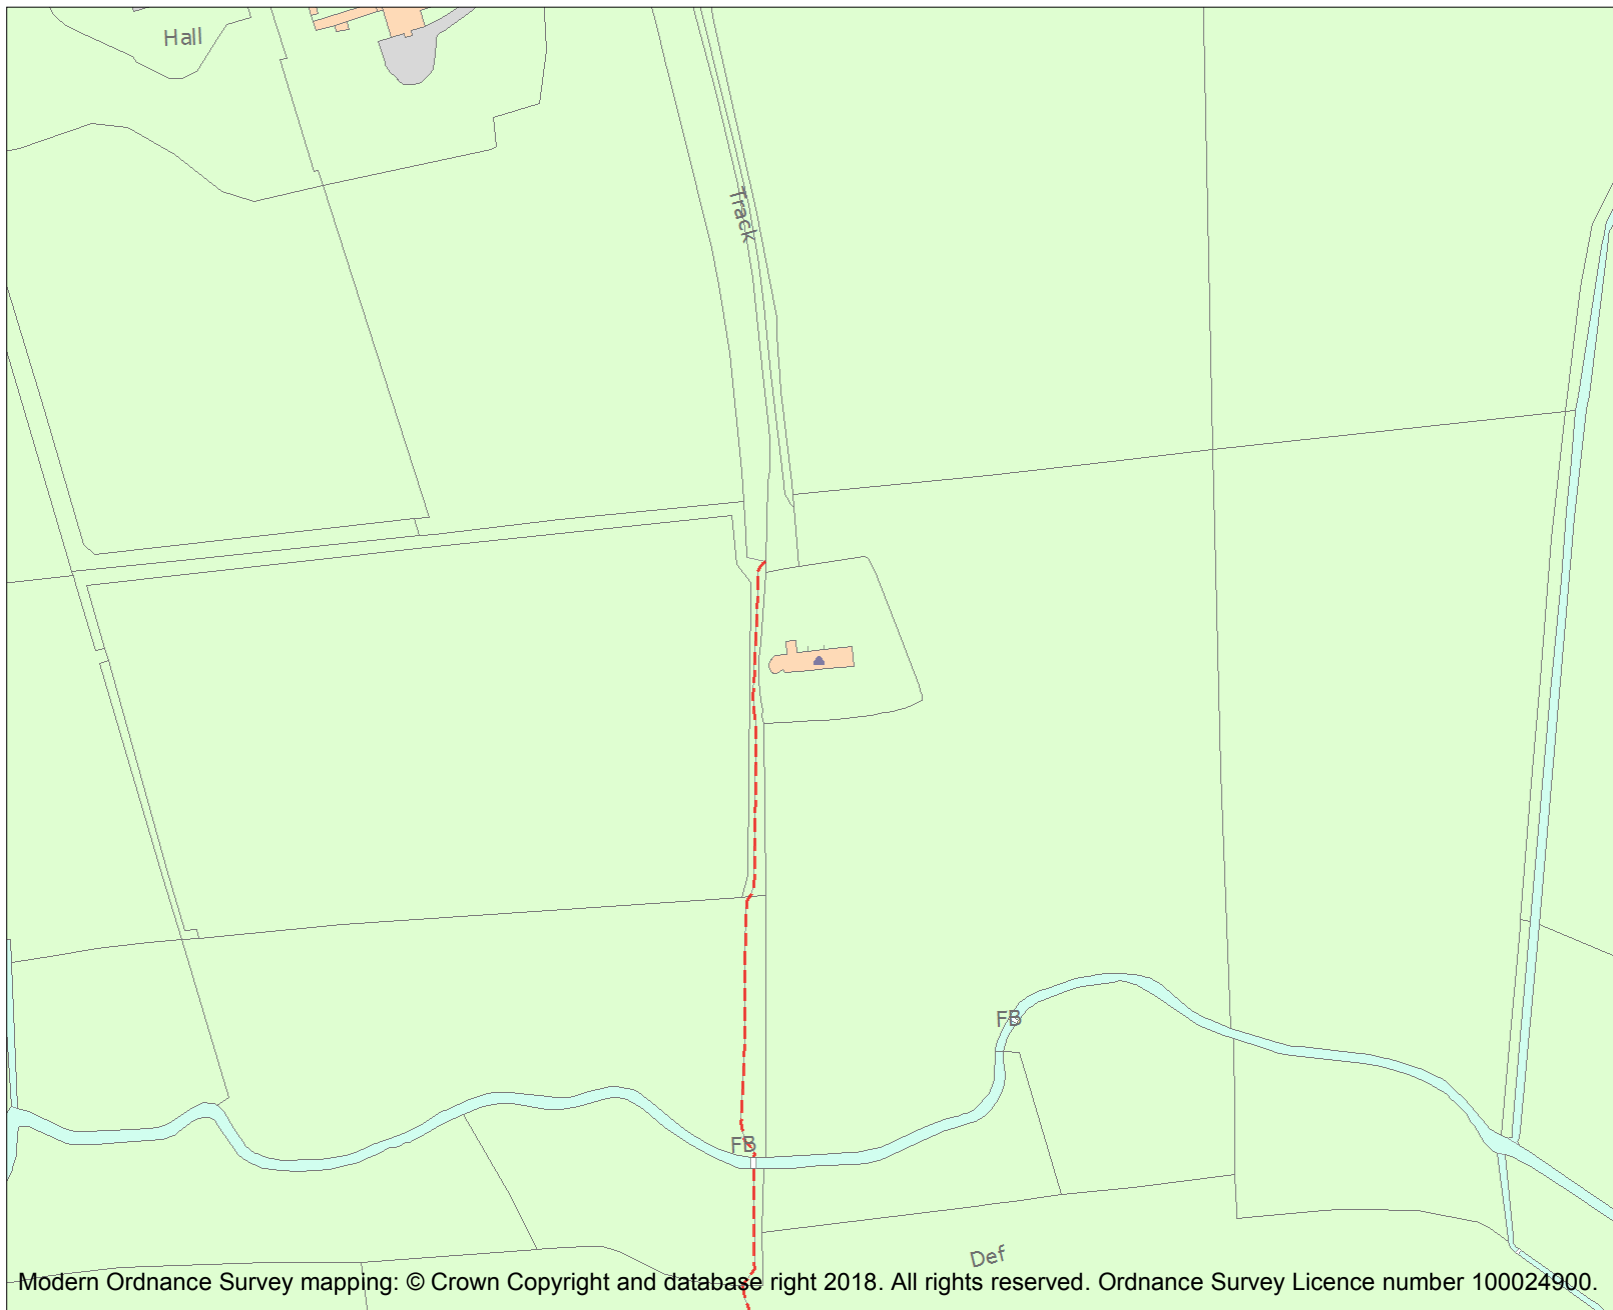 Hall
Track
FB
FB
Def
Modern Ordnance Survey mapping: © Crown Copyright and database right 2018. All rights reserved. Ordnance Survey Licence number 100024900.